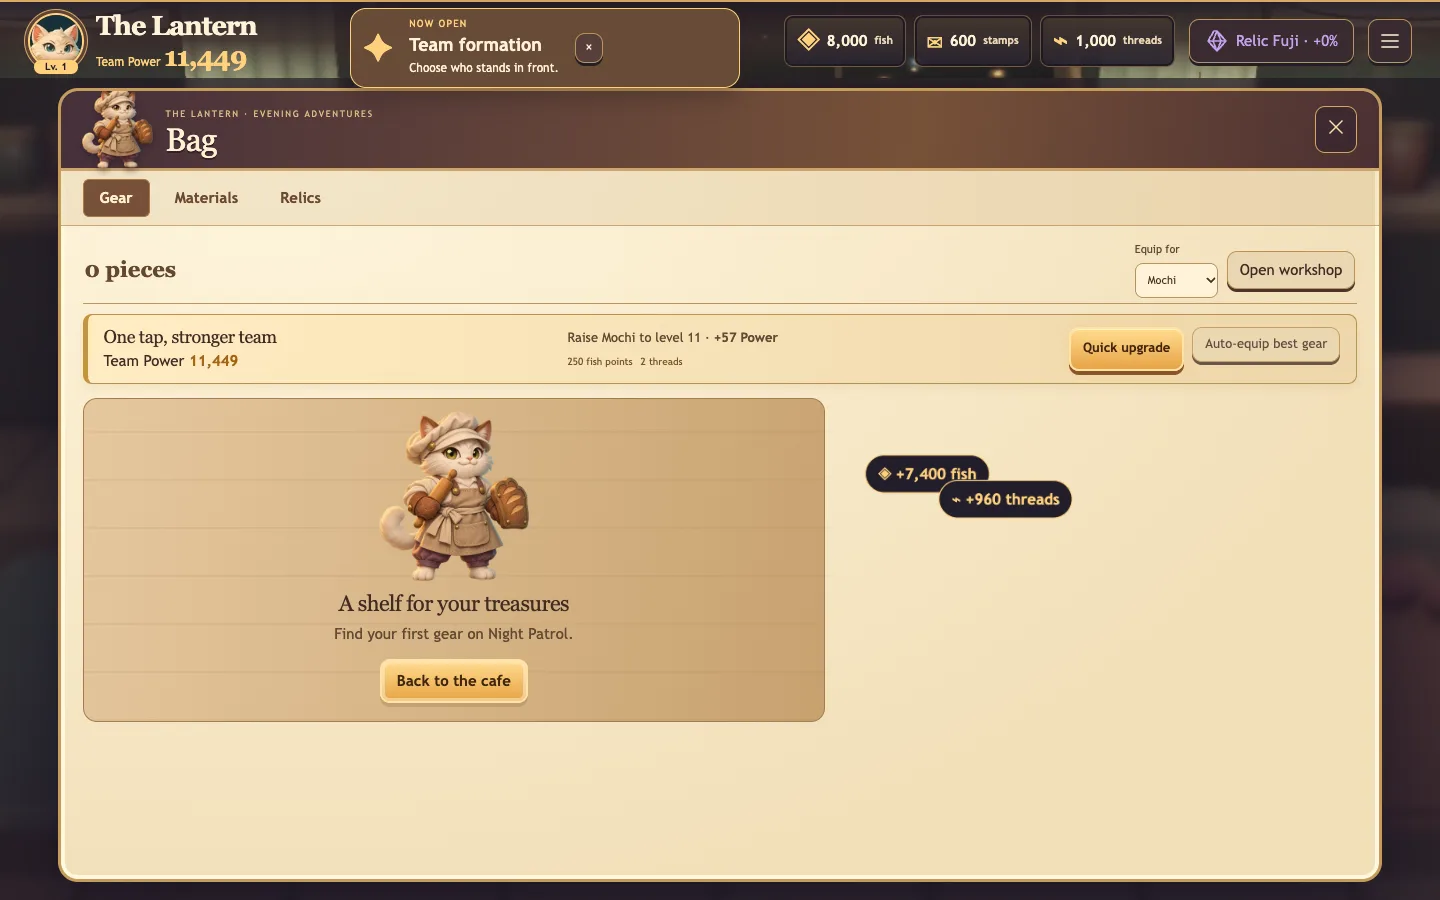 The Lantern
Team Power 11,449
Lv. 1
NOW OPEN
Team formation
Choose who stands in front.
×
8,000 fish
600 stamps
1,000 threads
Relic Fuji · +0%
THE LANTERN · EVENING ADVENTURES
Bag
Gear
Materials
Relics
0 pieces
Equip for
Mochi
Open workshop
One tap, stronger team
Team Power 11,449
Raise Mochi to level 11 · +57 Power
250 fish points 2 threads
Quick upgrade
Auto-equip best gear
+7,400 fish
+960 threads
A shelf for your treasures
Find your first gear on Night Patrol.
Back to the cafe